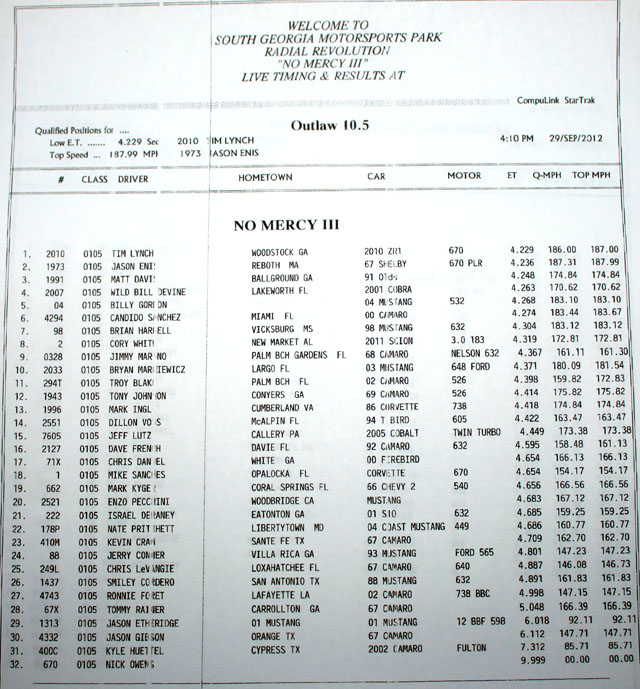 WELCOME TO
SOUTH GEORGIA MOTORSPORTS PARK
RADIAL REVOLUTION
"NO MERCY III"
LIVE TIMING & RESULTS AT
CompuLink StarTrak
Outlaw 10.5
Qualified Positions for ....
Low E.T. ....... 4.229 Sec 2010 TIM LYNCH 4:10 PM 29/SEP/2012
Top Speed ... 187.99 MPH 1973 JASON ENIS
# CLASS DRIVER HOMETOWN CAR MOTOR ET Q-MPH TOP MPH
NO MERCY III
1. 2010 0105 TIM LYNCH WOODSTOCK GA 2010 ZR1 670 4.229 186.00 187.00
2. 1973 0105 JASON ENIS REBOTH MA 67 SHELBY 670 PLR 4.236 187.31 187.99
3. 1991 0105 MATT DAVIS BALLGROUND GA 91 Olds 4.248 174.84 174.84
4. 2007 0105 WILD BILL DEVINE LAKEWORTH FL 2001 COBRA 4.263 170.62 170.62
5. 04 0105 BILLY GORDON 04 MUSTANG 532 4.268 183.10 183.10
6. 4294 0105 CANDIDO SANCHEZ MIAMI FL 00 CAMARO 4.274 183.44 183.67
7. 98 0105 BRIAN HARRELL VICKSBURG MS 98 MUSTANG 632 4.304 183.12 183.12
8. 2 0105 CORY WHITE NEW MARKET AL 2011 SCION 3.0 183 4.319 172.81 172.81
9. 0328 0105 JIMMY MARINO PALM BCH GARDENS FL 68 CAMARO NELSON 632 4.367 161.11 161.30
10. 2033 0105 BRYAN MARKIEWICZ LARGO FL 03 MUSTANG 648 FORD 4.371 180.09 181.54
11. 294T 0105 TROY BLAKE PALM BCH FL 02 CAMARO 526 4.398 159.82 172.83
12. 1943 0105 TONY JOHNSON CONYERS GA 69 CAMARO 526 4.414 175.82 175.82
13. 1996 0105 MARK INGLE CUMBERLAND VA 86 CORVETTE 738 4.418 174.84 174.84
14. 2551 0105 DILLON VOSS McALPIN FL 94 T BIRD 605 4.422 163.47 163.47
15. 7605 0105 JEFF LUTZ CALLERY PA 2005 COBALT TWIN TURBO 4.449 173.38 173.38
16. 2127 0105 DAVE FRENCH DAVIE FL 92 CAMARO 632 4.595 158.48 161.13
17. 71X 0105 CHRIS DANIEL WHITE GA 00 FIREBIRD 4.654 166.13 166.13
18. 1 0105 MIKE SANCHES OPALOCKA FL CORVETTE 670 4.654 154.17 154.17
19. 662 0105 MARK KYGER CORAL SPRINGS FL 66 CHEVY 2 540 4.656 166.56 166.56
20. 2521 0105 ENZO PECCHINI WOODBRIDGE CA MUSTANG 4.683 167.12 167.12
21. 222 0105 ISRAEL DEHANEY EATONTON GA 01 S10 632 4.685 159.25 159.25
22. 178P 0105 NATE PRITCHETT LIBERTYTOWN MD 04 COAST MUSTANG 449 4.686 160.77 160.77
23. 410M 0105 KEVIN CRAN SANTE FE TX 67 CAMARO 4.709 162.70 162.70
24. 88 0105 JERRY CONNER VILLA RICA GA 93 MUSTANG FORD 565 4.801 147.23 147.23
25. 249L 0105 CHRIS LeVANGIE LOXAHATCHEE FL 67 CAMARO 640 4.887 146.08 146.73
26. 1437 0105 SMILEY CORDERO SAN ANTONIO TX 88 MUSTANG 632 4.891 161.83 161.83
27. 4743 0105 RONNIE FORET LAFAYETTE LA 02 CAMARO 738 BBC 4.998 147.15 147.15
28. 67X 0105 TOMMY RAINER CARROLLTON GA 67 CAMARO 5.048 166.39 166.39
29. 1313 0105 JASON ETHERIDGE 01 MUSTANG 01 MUSTANG 12 BBF 598 6.018 92.11 92.11
30. 4332 0105 JASON GIBSON ORANGE TX 67 CAMARO 6.112 147.71 147.71
31. 400C 0105 KYLE HUETTEL CYPRESS TX 2002 CAMARO FULTON 7.312 85.71 85.71
32. 670 0105 NICK OWENS 9.999 00.00 00.00